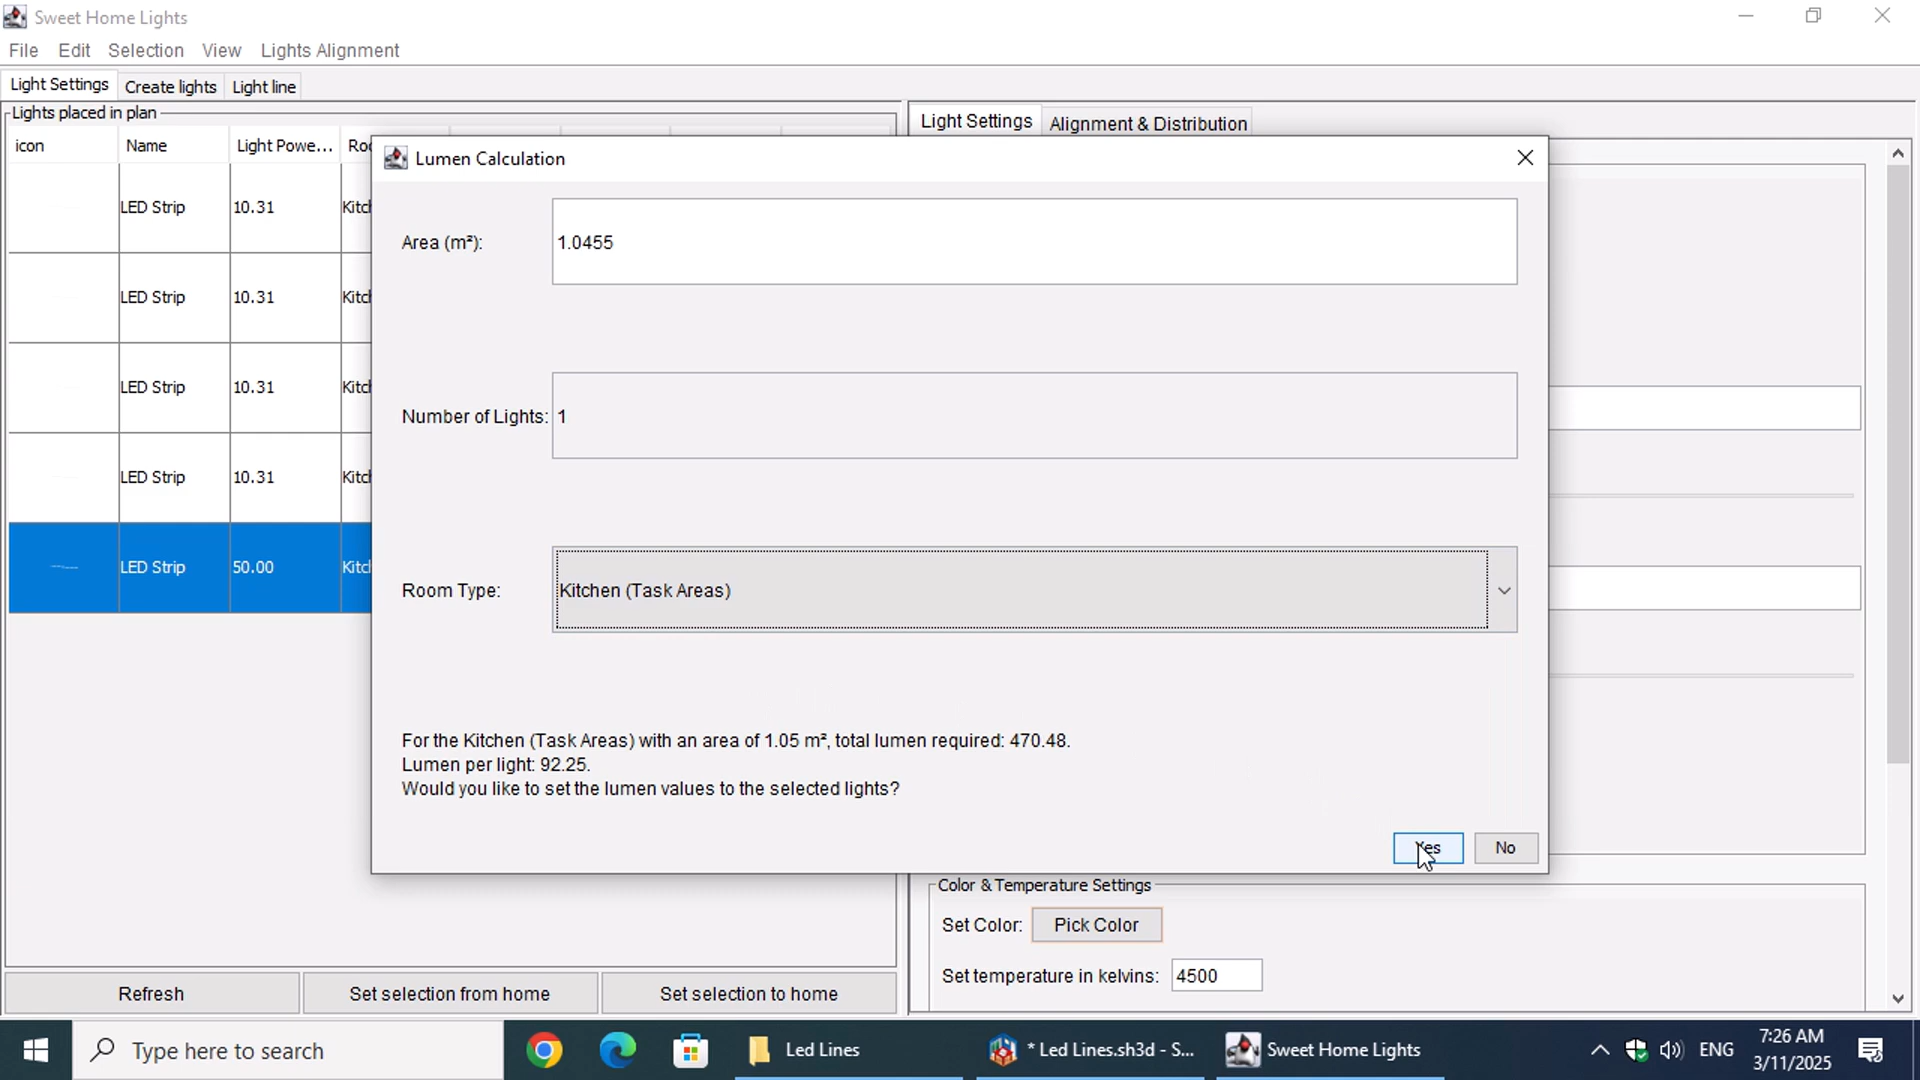 Sweet Home Lights
File Edit Selection View Lights Alignment
Light Settings Create lights Light line
Lights placed in plan
icon Name Light Powe...
LED Strip 10.31
LED Strip 10.31
LED Strip 10.31
LED Strip 10.31
LED Strip 50.00
Refresh Set selection from home Set selection to home
Light Settings Alignment & Distribution
Lumen Calculation
Area (m²): 1.0455
Number of Lights: 1
Room Type: Kitchen (Task Areas)
For the Kitchen (Task Areas) with an area of 1.05 m², total lumen required: 470.48.
Lumen per light: 92.25.
Would you like to set the lumen values to the selected lights?
Yes No
Color & Temperature Settings
Set Color: Pick Color
Set temperature in kelvins: 4500
Type here to search
Led Lines
* Led Lines.sh3d - S...
Sweet Home Lights
ENG
7:26 AM
3/11/2025